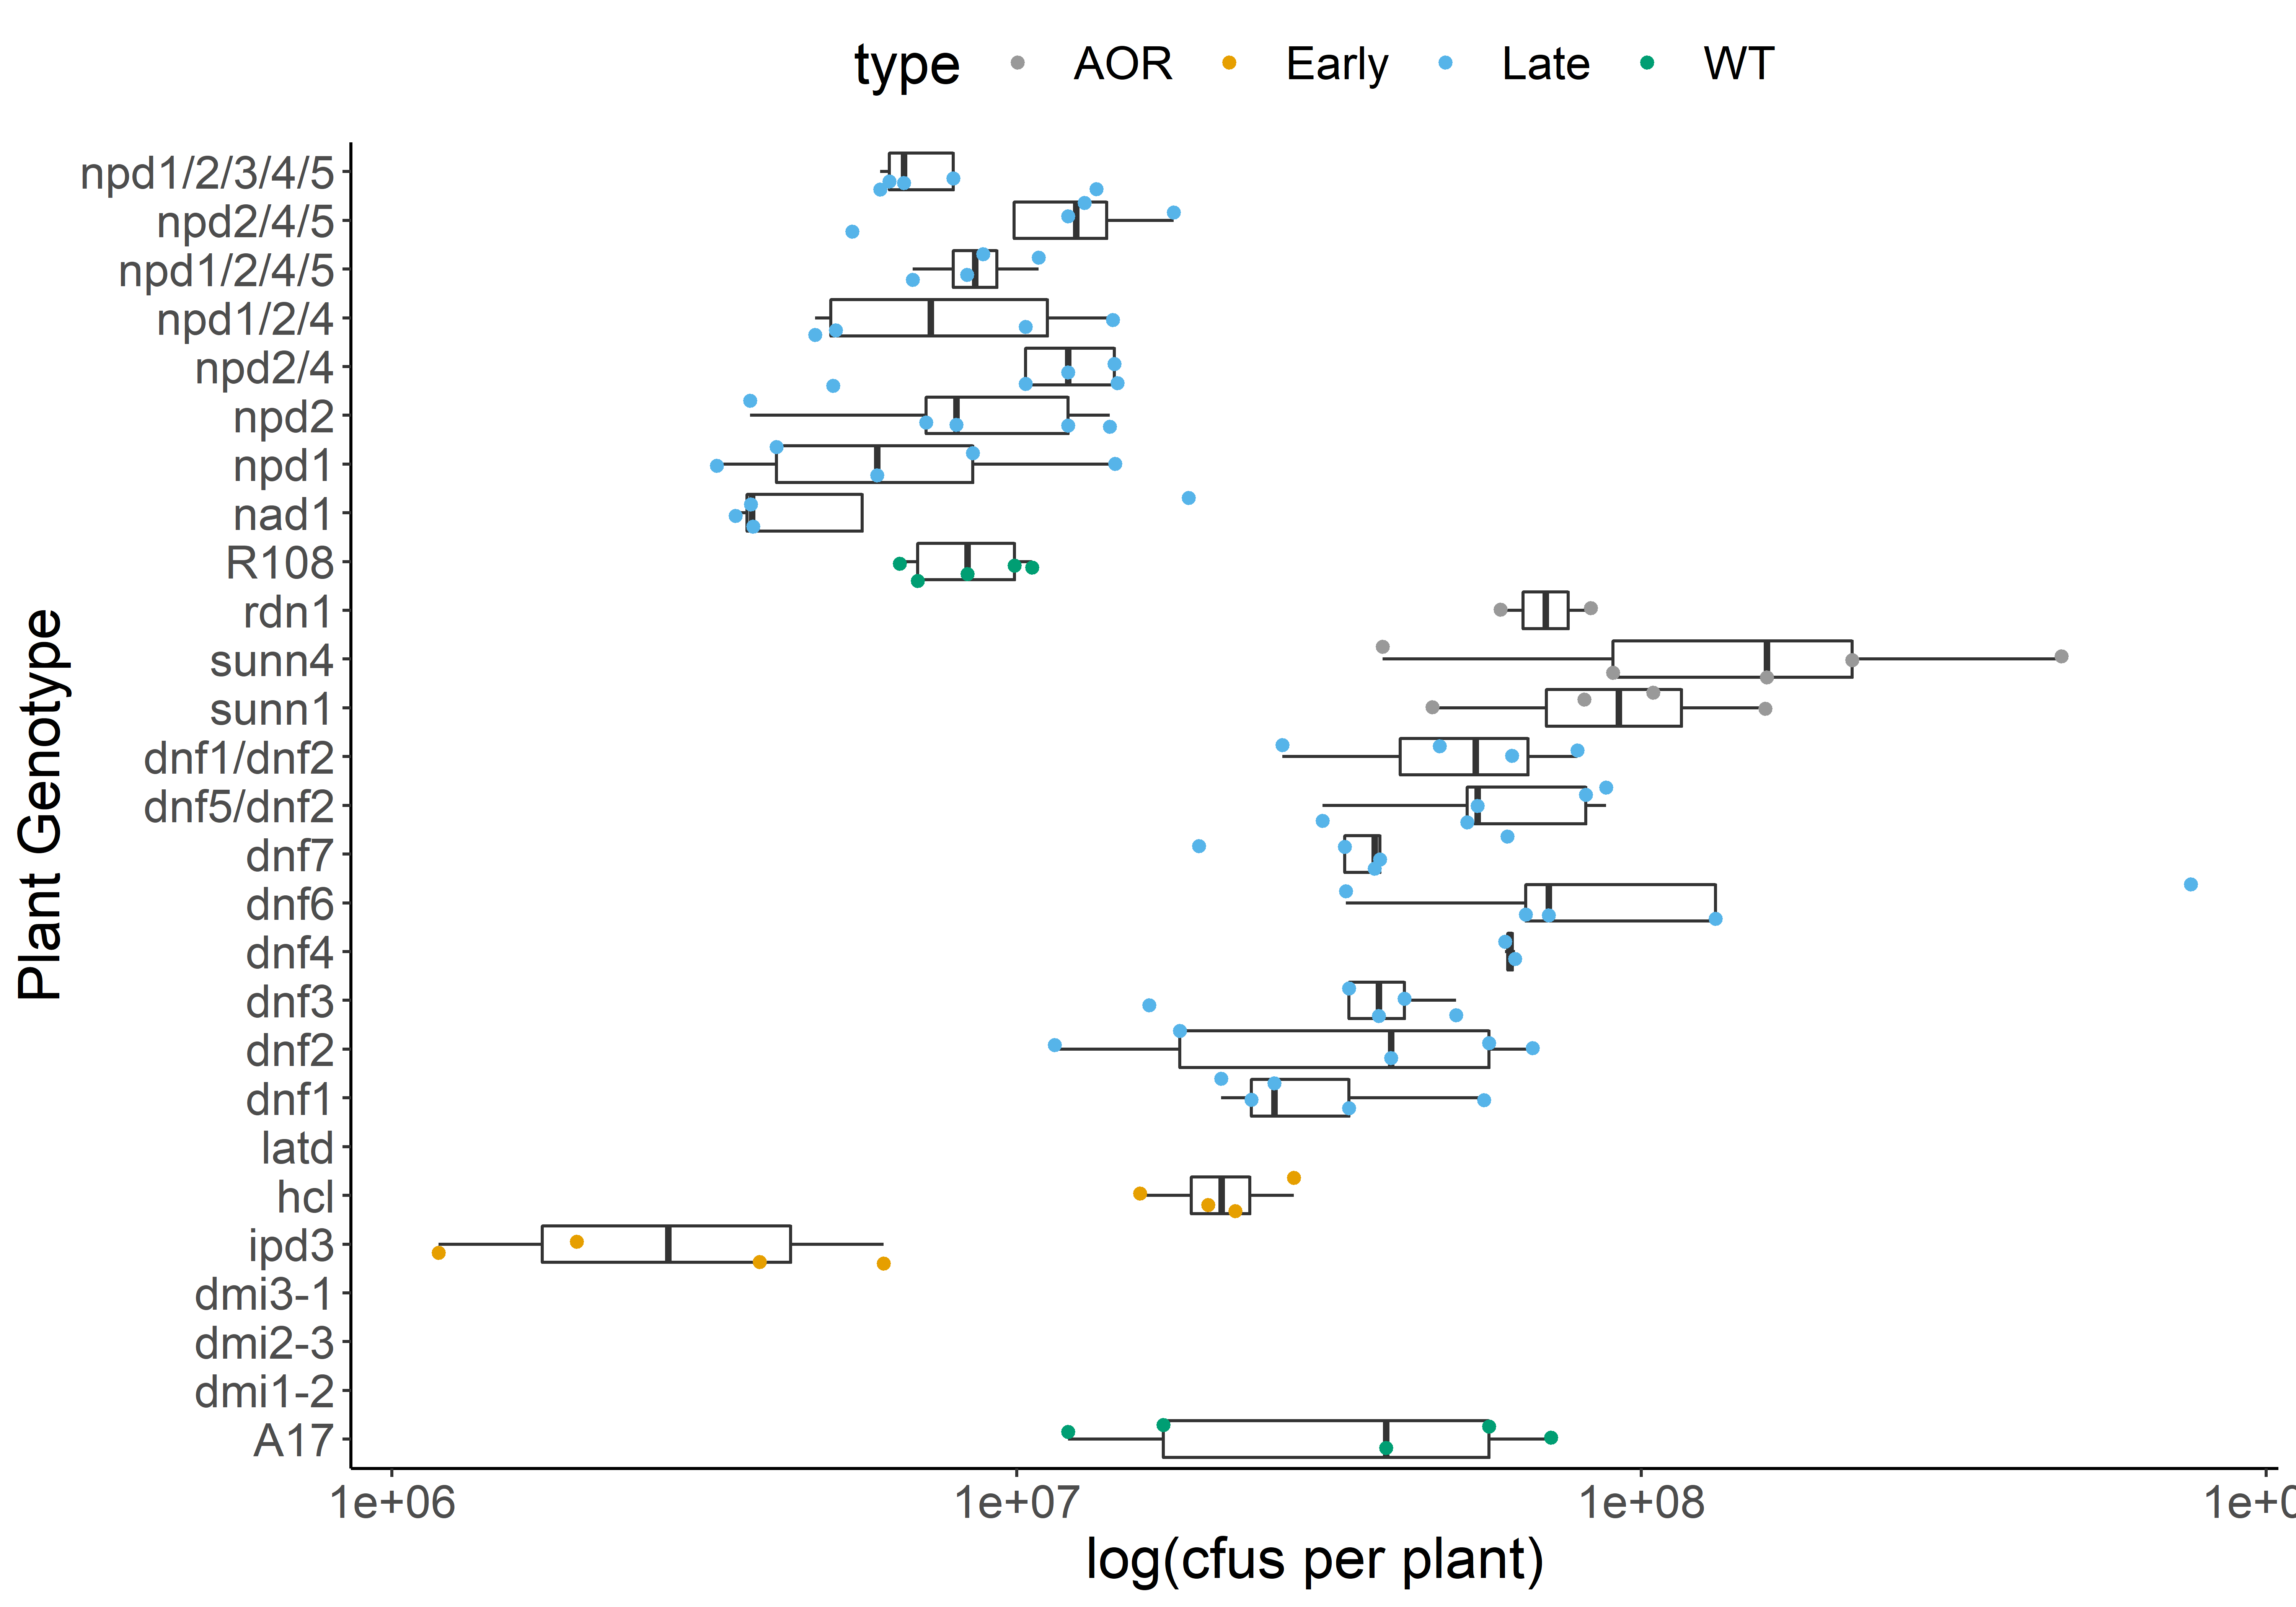 type AOR Early Late WT
npd1/2/3/4/5
npd2/4/5
npd1/2/4/5
npd1/2/4
npd2/4
npd2
npd1
nad1
R108
rdn1
sunn4
sunn1
dnf1/dnf2
dnf5/dnf2
dnf7
dnf6
dnf4
dnf3
dnf2
dnf1
latd
hcl
ipd3
dmi3-1
dmi2-3
dmi1-2
A17
Plant Genotype
1e+06 1e+07 1e+08 1e+0
log(cfus per plant)